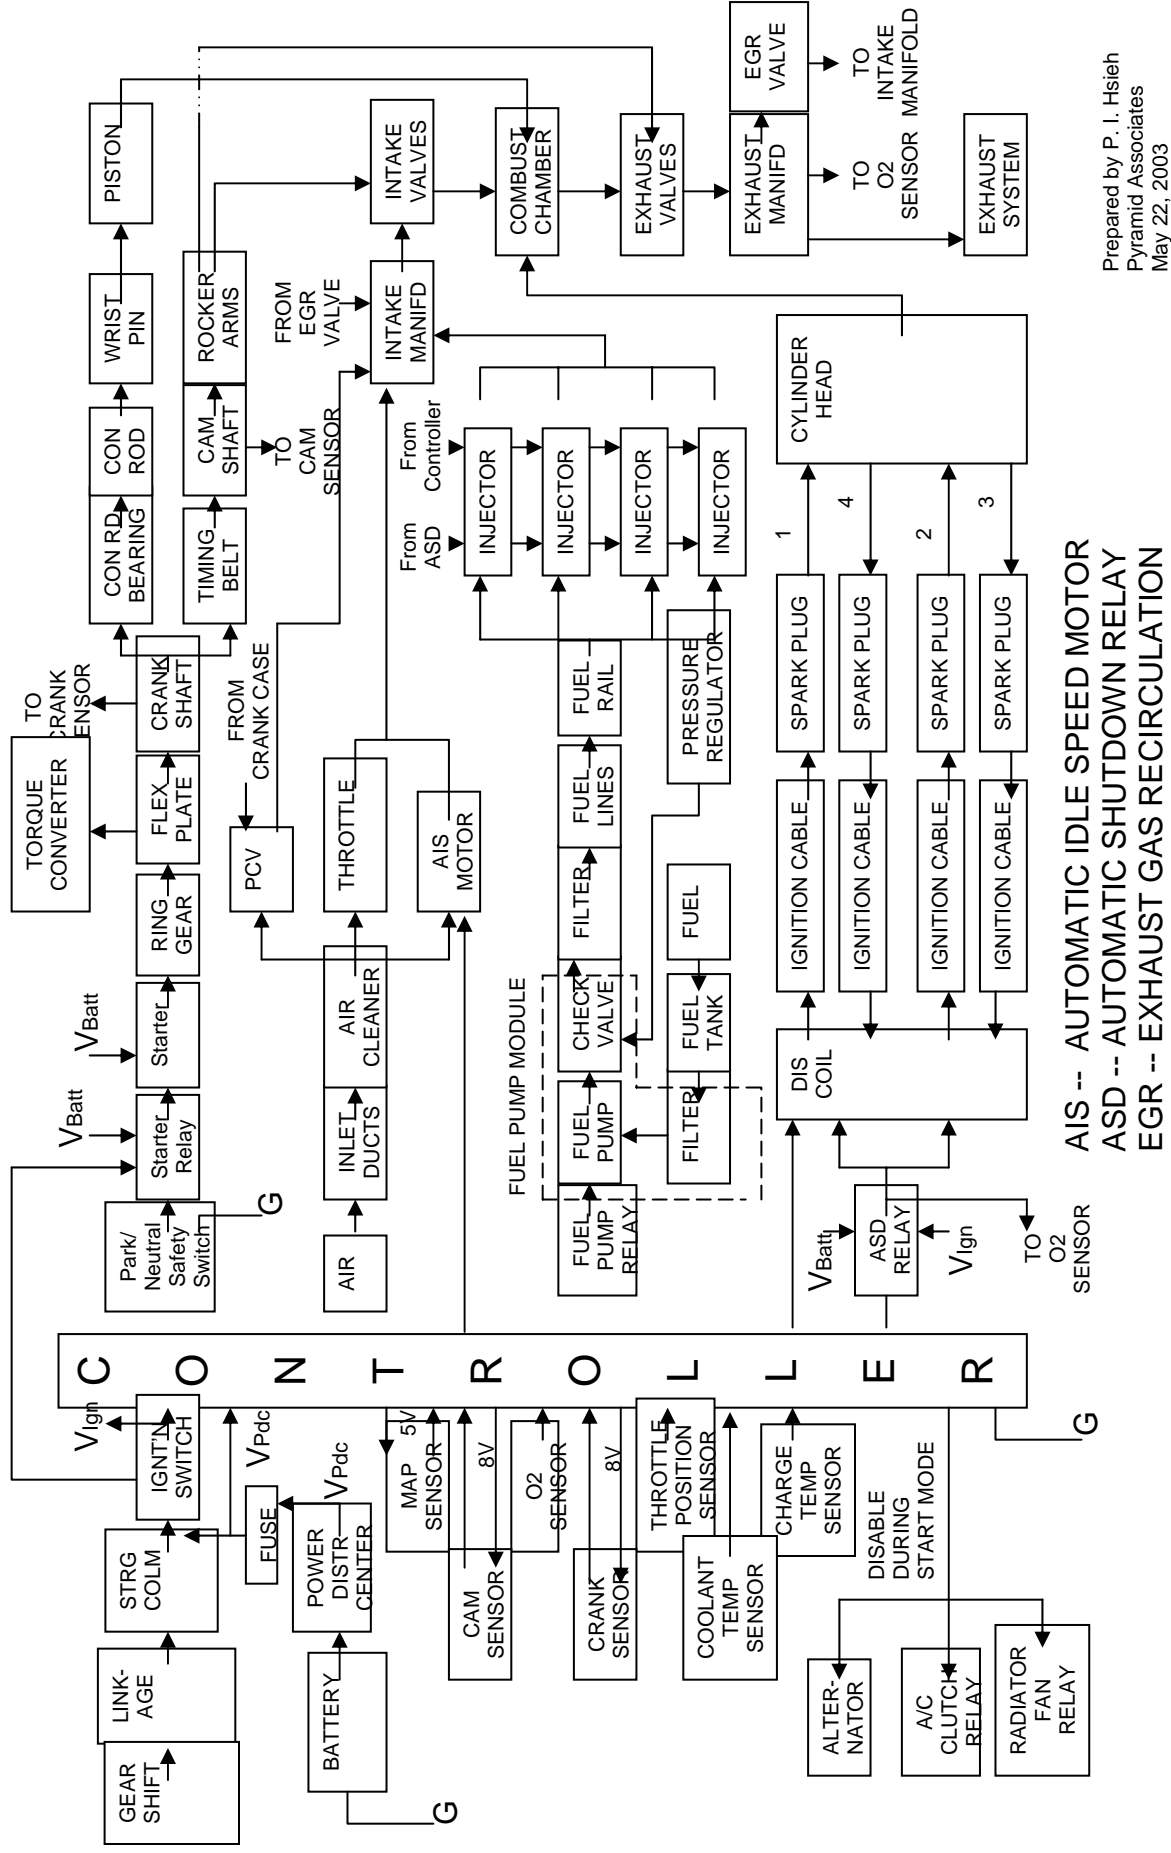 GEAR
SHIFT
LINK-
AGE
STRG
COLM
IGNT'N
SWITCH
VIgn
Park/
Neutral
Safety
Switch
G
Starter
Relay
VBatt
Starter
VBatt
RING
GEAR
FLEX
PLATE
TORQUE
CONVERTER
CRANK
SHAFT
TO
CRANK
SENSOR
CON RD
BEARING
CON
ROD
WRIST
PIN
PISTON
TIMING
BELT
CAM
SHAFT
TO
CAM
SENSOR
ROCKER
ARMS
BATTERY
G
POWER
DISTR
CENTER
VPdc
FUSE
VPdc
AIR
INLET
DUCTS
AIR
CLEANER
PCV
FROM
CRANK CASE
THROTTLE
AIS
MOTOR
FROM
EGR
VALVE
INTAKE
MANIFD
INTAKE
VALVES
COMBUST
CHAMBER
EXHAUST
VALVES
EXHAUST
MANIFD
EGR
VALVE
TO
INTAKE
MANIFOLD
TO
O2
SENSOR
EXHAUST
SYSTEM
MAP
SENSOR
5V
CAM
SENSOR
8V
O2
SENSOR
CRANK
SENSOR
8V
THROTTLE
POSITION
SENSOR
COOLANT
TEMP
SENSOR
CHARGE
TEMP
SENSOR
CONTROLLER
G
DISABLE
DURING
START MODE
ALTER-
NATOR
A/C
CLUTCH
RELAY
RADIATOR
FAN
RELAY
FUEL PUMP MODULE
FUEL
PUMP
RELAY
FUEL
PUMP
CHECK
VALVE
FILTER
FUEL
LINES
FUEL
RAIL
FILTER
FUEL
TANK
FUEL
PRESSURE
REGULATOR
From
ASD
From
Controller
INJECTOR
INJECTOR
INJECTOR
INJECTOR
VBatt
ASD
RELAY
VIgn
TO
O2
SENSOR
DIS
COIL
IGNITION CABLE
SPARK PLUG
1
IGNITION CABLE
SPARK PLUG
4
IGNITION CABLE
SPARK PLUG
2
IGNITION CABLE
SPARK PLUG
3
CYLINDER
HEAD
AIS -- AUTOMATIC IDLE SPEED MOTOR
ASD -- AUTOMATIC SHUTDOWN RELAY
EGR -- EXHAUST GAS RECIRCULATION
Prepared by P. I. Hsieh
Pyramid Associates
May 22, 2003